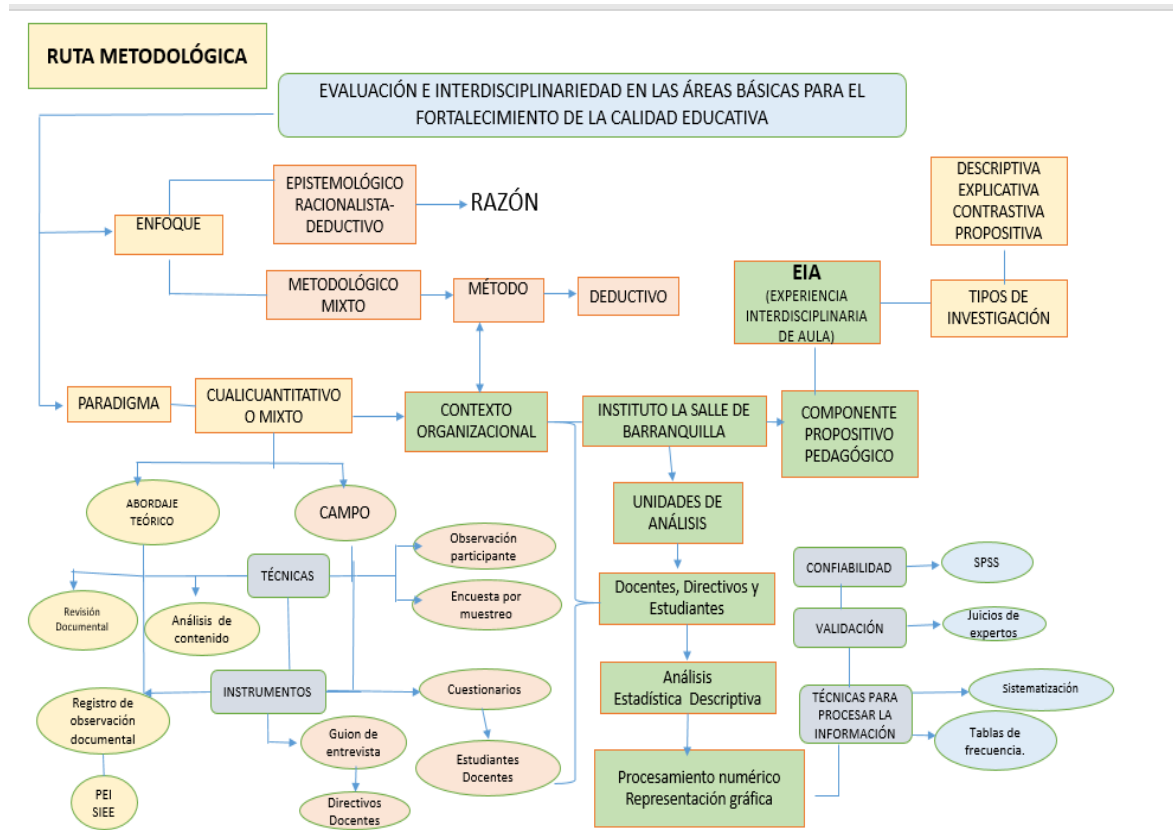 RUTA METODOLÓGICA
EVALUACIÓN E INTERDISCIPLINARIEDAD EN LAS ÁREAS BÁSICAS PARA EL
FORTALECIMIENTO DE LA CALIDAD EDUCATIVA
ENFOQUE
EPISTEMOLÓGICO
RACIONALISTA-
DEDUCTIVO
RAZÓN
METODOLÓGICO
MIXTO
MÉTODO
DEDUCTIVO
DESCRIPTIVA
EXPLICATIVA
CONTRASTIVA
PROPOSITIVA
EIA
(EXPERIENCIA
INTERDISCIPLINARIA
DE AULA)
TIPOS DE
INVESTIGACIÓN
PARADIGMA
CUALICUANTITATIVO
O MIXTO
CONTEXTO
ORGANIZACIONAL
INSTITUTO LA SALLE DE
BARRANQUILLA
COMPONENTE
PROPOSITIVO
PEDAGÓGICO
ABORDAJE
TEÓRICO
CAMPO
UNIDADES DE
ANÁLISIS
TÉCNICAS
Observación
participante
Encuesta por
muestreo
Revisión
Documental
Análisis de
contenido
Docentes, Directivos y
Estudiantes
CONFIABILIDAD
SPSS
VALIDACIÓN
Juicios de
expertos
INSTRUMENTOS
Cuestionarios
Análisis
Estadística Descriptiva
TÉCNICAS PARA
PROCESAR LA
INFORMACIÓN
Sistematización
Tablas de
frecuencia.
Registro de
observación
documental
Guion de
entrevista
Estudiantes
Docentes
Procesamiento numérico
Representación gráfica
PEI
SIEE
Directivos
Docentes